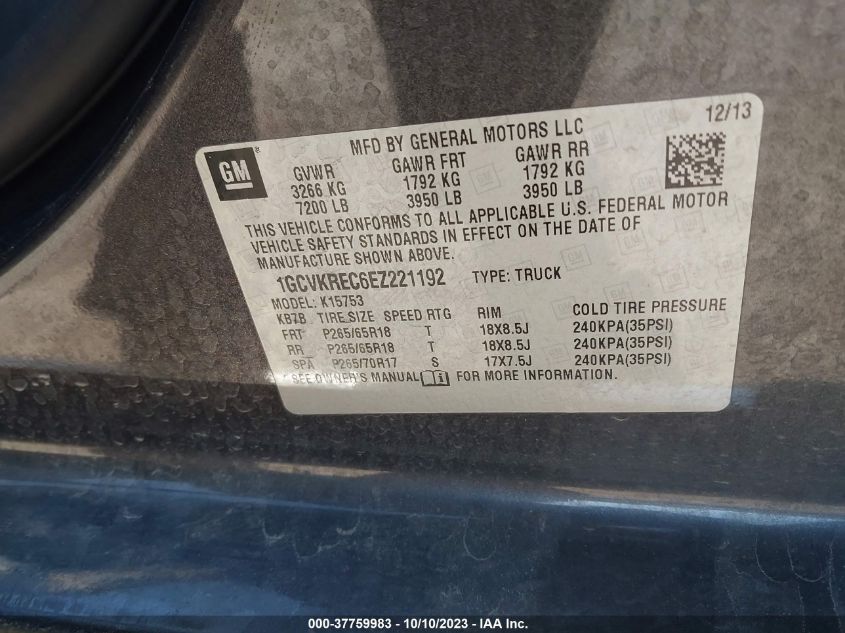 12/13
MFD BY GENERAL MOTORS LLC
GM
GVWR GAWR FRT GAWR RR
3266 KG 1792 KG 1792 KG
7200 LB 3950 LB 3950 LB
THIS VEHICLE CONFORMS TO ALL APPLICABLE U.S. FEDERAL MOTOR
VEHICLE SAFETY STANDARDS IN EFFECT ON THE DATE OF
MANUFACTURE SHOWN ABOVE.
1GCVKREC6EZ221192 TYPE: TRUCK
MODEL: K15753
KB7B TIRE SIZE SPEED RTG RIM COLD TIRE PRESSURE
FRT P265/65R18 T 18X8.5J 240KPA(35PSI)
RR P265/65R18 T 18X8.5J 240KPA(35PSI)
SPA P265/70R17 S 17X7.5J 240KPA(35PSI)
SEE OWNER'S MANUAL FOR MORE INFORMATION.
000-37759983 - 10/10/2023 - IAA Inc.